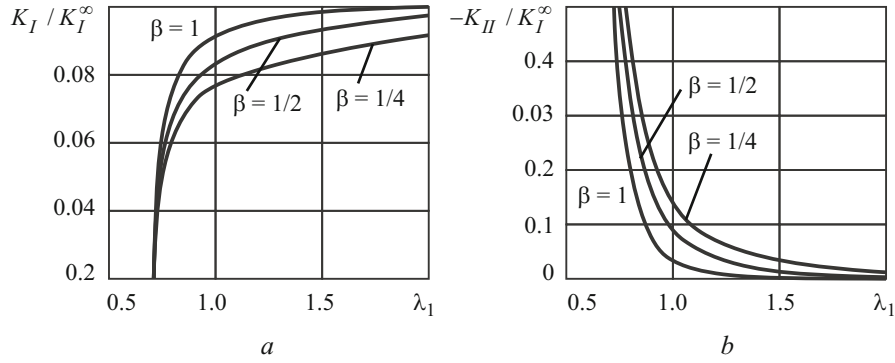 K_I / K_I^∞
β = 1
0.08
β = 1/2
β = 1/4
0.06
0.04
0.2
0.5 1.0 1.5 λ₁
a
−K_II / K_I^∞
0.4
β = 1/2
0.03
β = 1/4
0.2
β = 1
0.1
0
0.5 1.0 1.5 λ₁
b